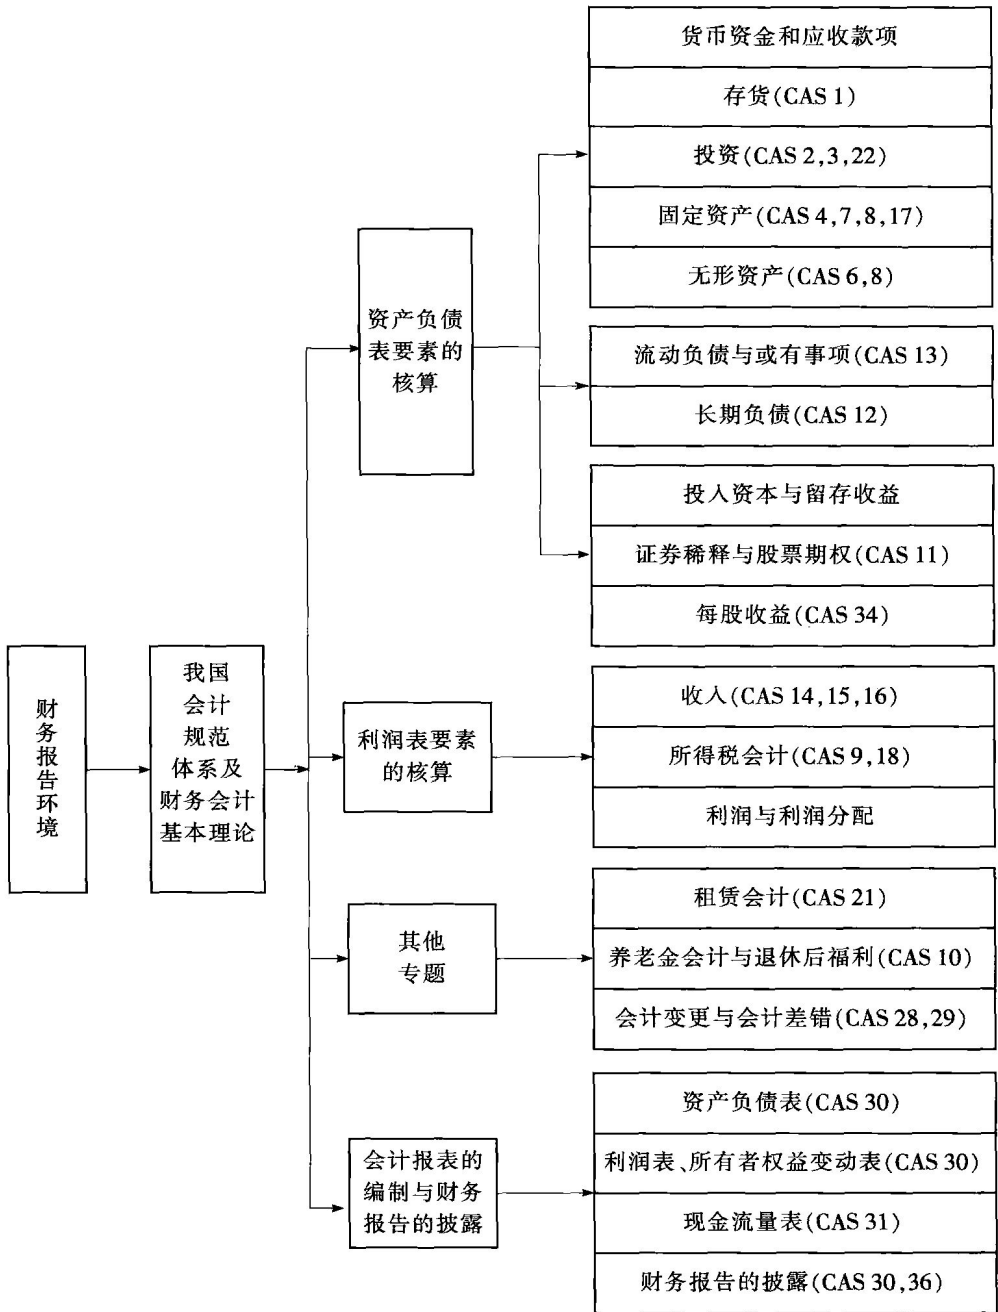 财务报告环境
我国
会计
规范
体系及
财务会计
基本理论
资产负债
表要素的
核算
货币资金和应收款项
存货(CAS 1)
投资(CAS 2,3,22)
固定资产(CAS 4,7,8,17)
无形资产(CAS 6,8)
流动负债与或有事项(CAS 13)
长期负债(CAS 12)
投入资本与留存收益
证券稀释与股票期权(CAS 11)
每股收益(CAS 34)
利润表要素
的核算
收入(CAS 14,15,16)
所得税会计(CAS 9,18)
利润与利润分配
其他
专题
租赁会计(CAS 21)
养老金会计与退休后福利(CAS 10)
会计变更与会计差错(CAS 28,29)
会计报表的
编制与财务
报告的披露
资产负债表(CAS 30)
利润表、所有者权益变动表(CAS 30)
现金流量表(CAS 31)
财务报告的披露(CAS 30,36)